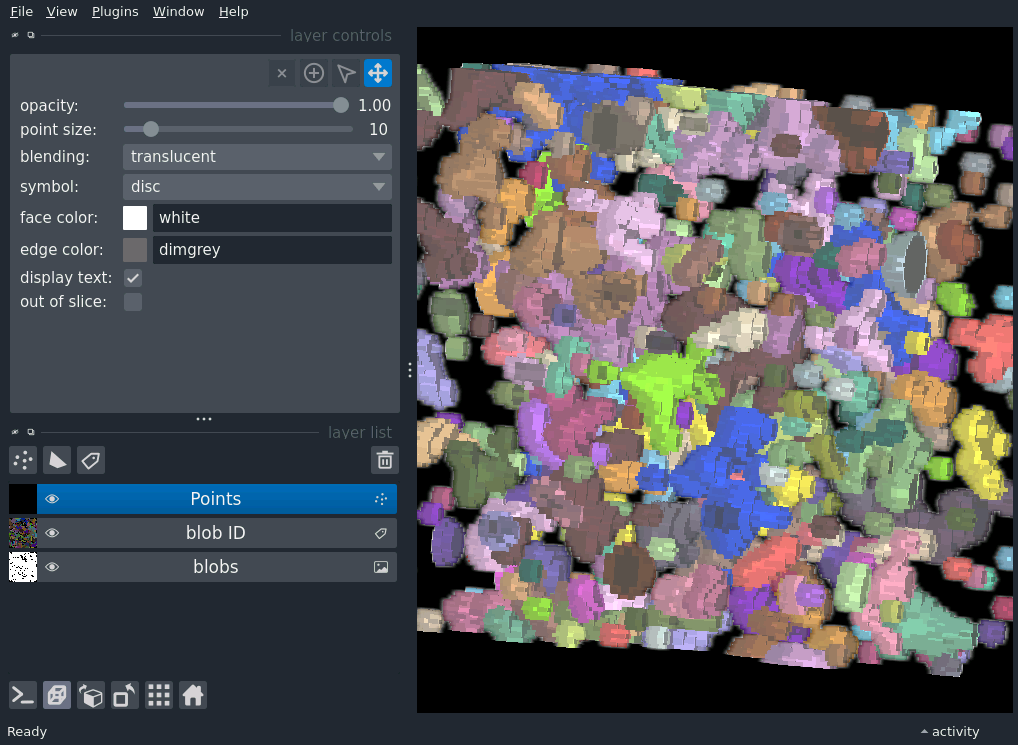 File View Plugins Window Help
layer controls
opacity: 1.00
point size: 10
blending: translucent
symbol: disc
face color: white
edge color: dimgrey
display text:
out of slice:
layer list
Points
blob ID
blobs
Ready activity